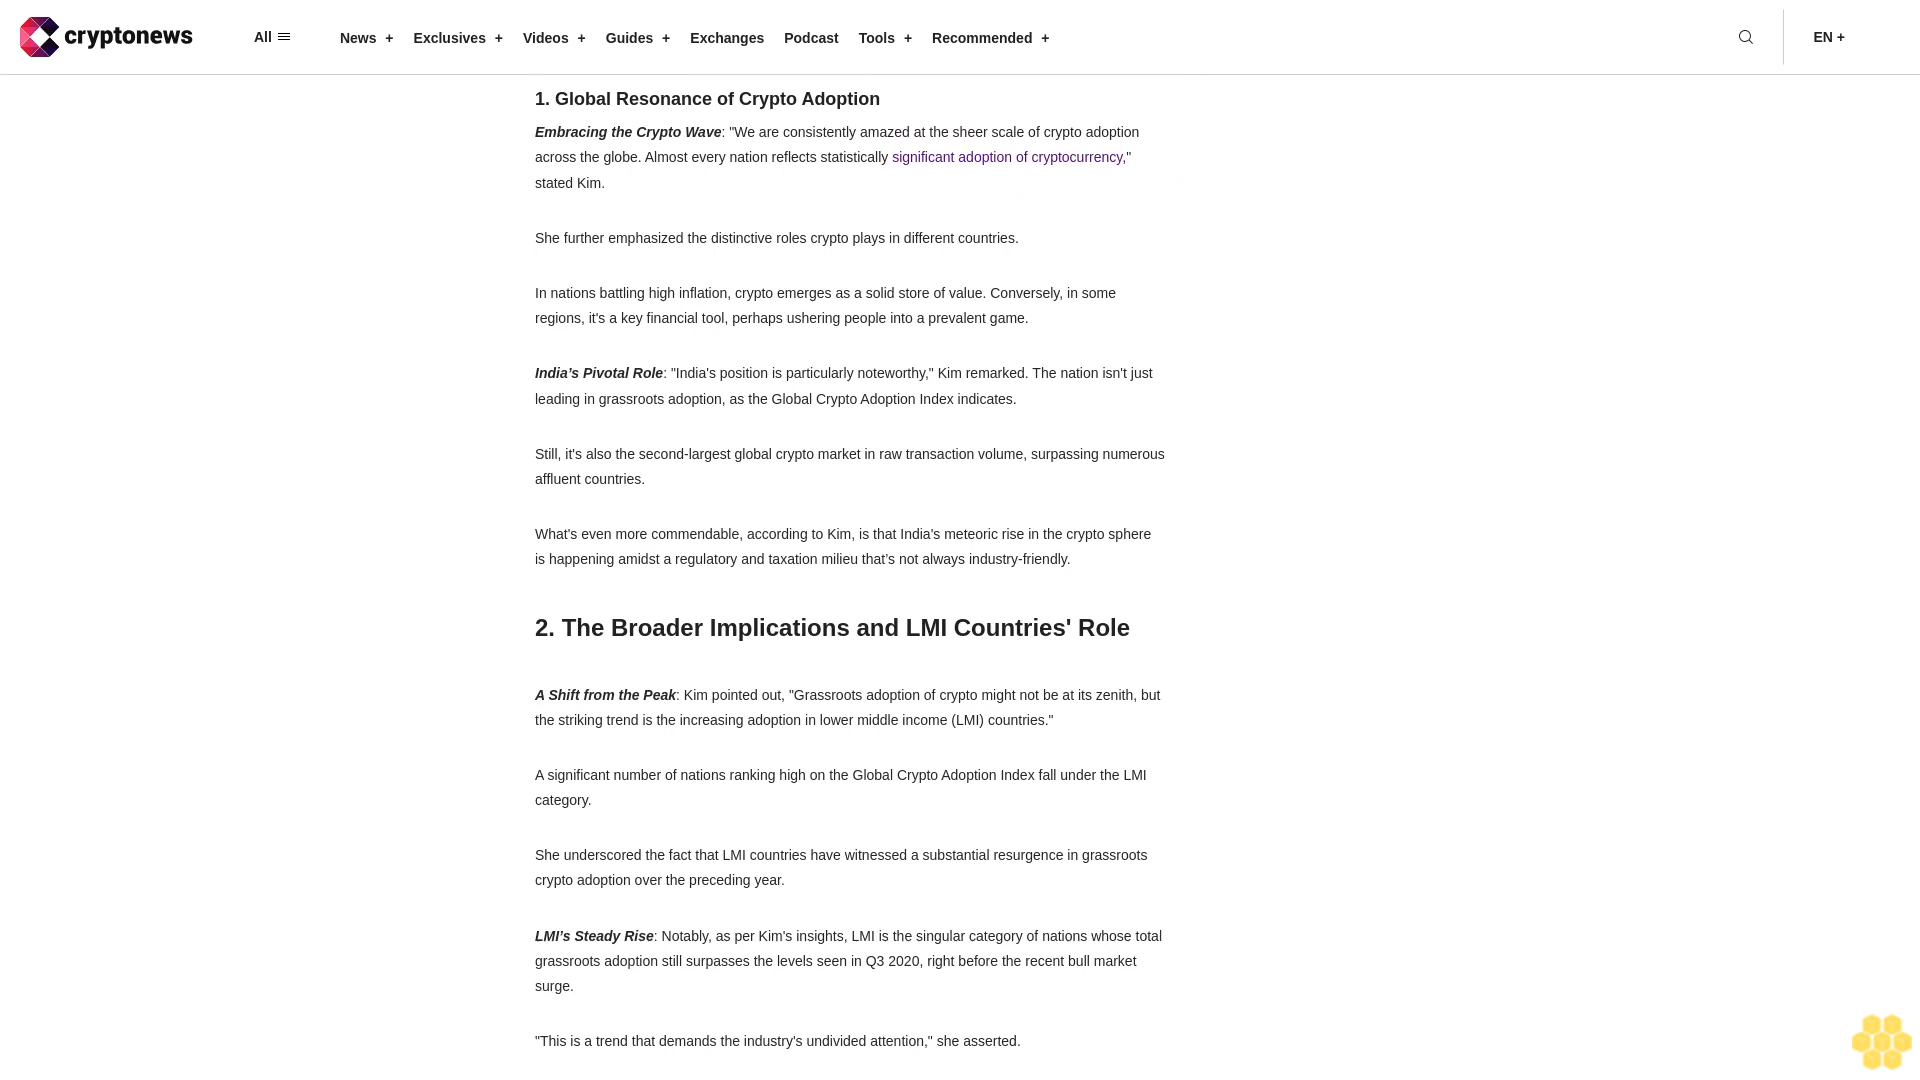 cryptonews
All
News + Exclusives + Videos + Guides + Exchanges Podcast Tools + Recommended +
EN +
1. Global Resonance of Crypto Adoption
Embracing the Crypto Wave: "We are consistently amazed at the sheer scale of crypto adoption
across the globe. Almost every nation reflects statistically significant adoption of cryptocurrency,"
stated Kim.
She further emphasized the distinctive roles crypto plays in different countries.
In nations battling high inflation, crypto emerges as a solid store of value. Conversely, in some
regions, it's a key financial tool, perhaps ushering people into a prevalent game.
India’s Pivotal Role: "India's position is particularly noteworthy," Kim remarked. The nation isn't just
leading in grassroots adoption, as the Global Crypto Adoption Index indicates.
Still, it's also the second-largest global crypto market in raw transaction volume, surpassing numerous
affluent countries.
What's even more commendable, according to Kim, is that India's meteoric rise in the crypto sphere
is happening amidst a regulatory and taxation milieu that’s not always industry-friendly.
2. The Broader Implications and LMI Countries' Role
A Shift from the Peak: Kim pointed out, "Grassroots adoption of crypto might not be at its zenith, but
the striking trend is the increasing adoption in lower middle income (LMI) countries."
A significant number of nations ranking high on the Global Crypto Adoption Index fall under the LMI
category.
She underscored the fact that LMI countries have witnessed a substantial resurgence in grassroots
crypto adoption over the preceding year.
LMI’s Steady Rise: Notably, as per Kim's insights, LMI is the singular category of nations whose total
grassroots adoption still surpasses the levels seen in Q3 2020, right before the recent bull market
surge.
"This is a trend that demands the industry's undivided attention," she asserted.